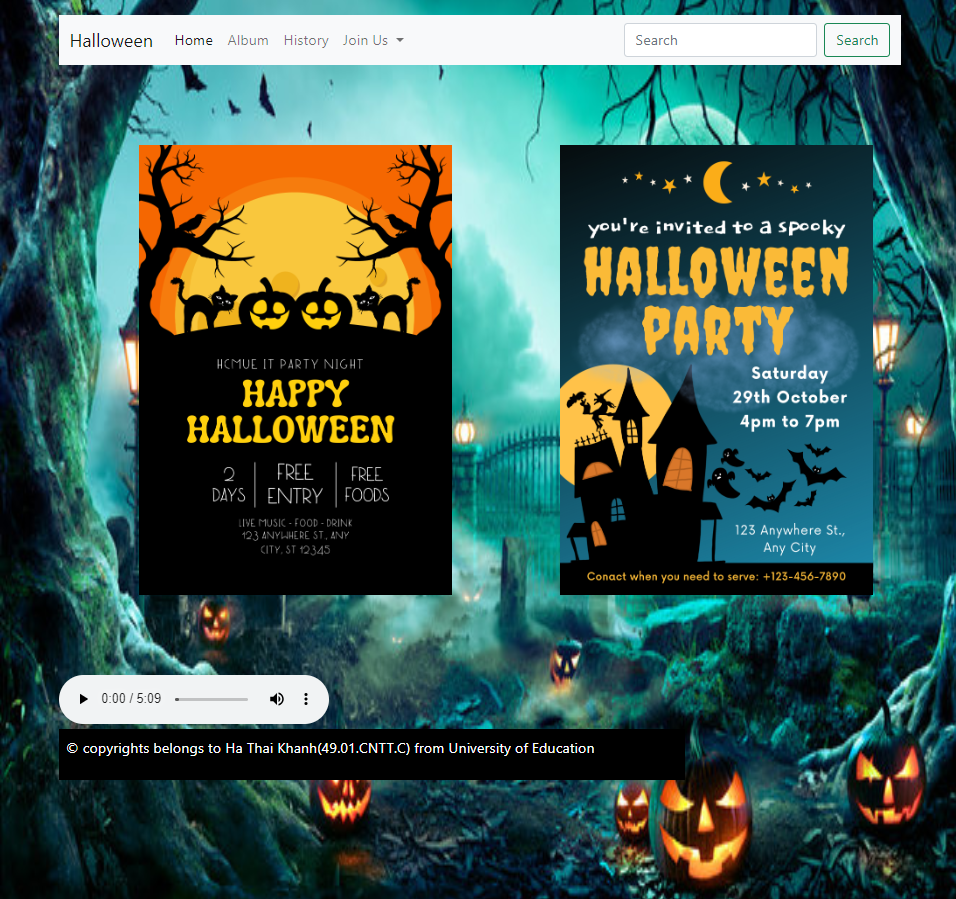 Halloween Home Album History Join Us Search Search
HCMUE IT PARTY NIGHT
HAPPY
HALLOWEEN
2 DAYS
FREE ENTRY
FREE FOODS
LIVE MUSIC - FOOD - DRINK
123 ANYWHERE ST., ANY
CITY, ST 12345
you're invited to a spooky
HALLOWEEN
PARTY
Saturday
29th October
4pm to 7pm
123 Anywhere St.,
Any City
Conact when you need to serve: +123-456-7890
0:00 / 5:09
© copyrights belongs to Ha Thai Khanh(49.01.CNTT.C) from University of Education